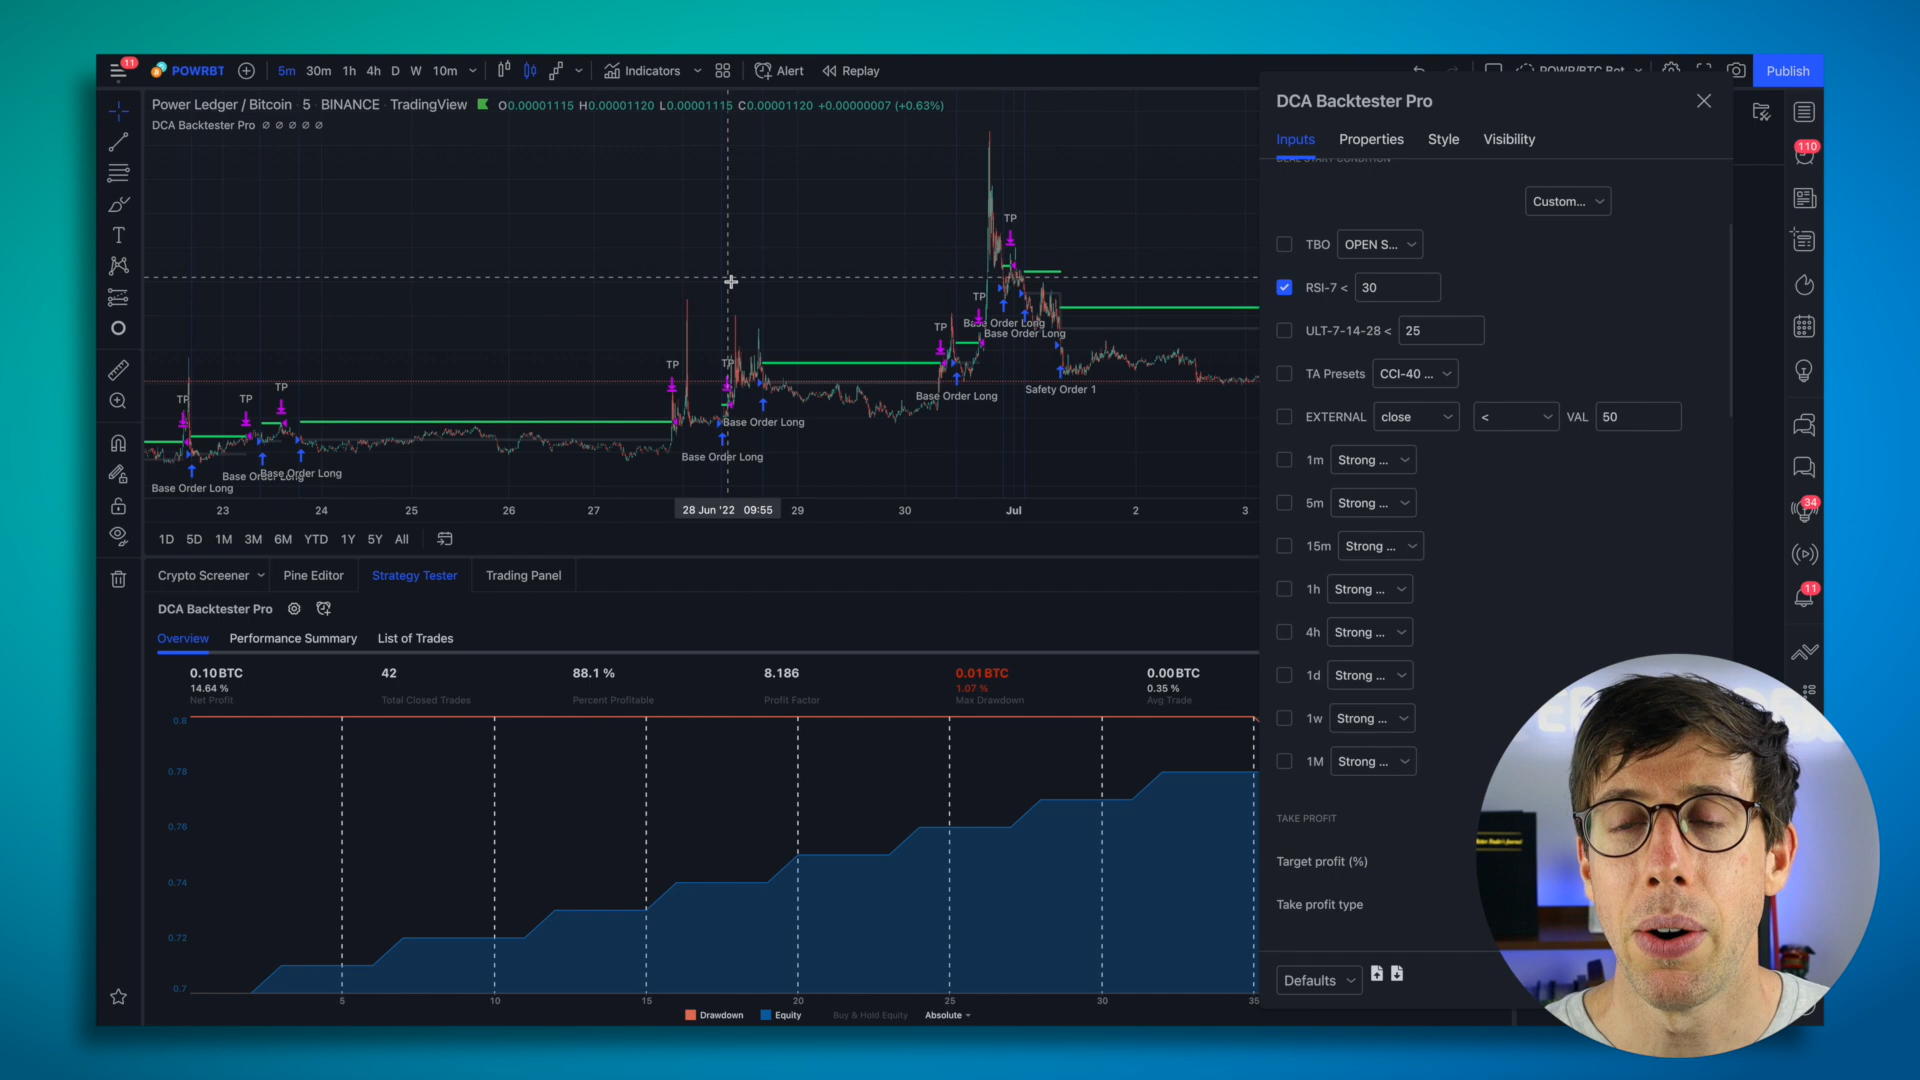 11
POWRBT
5m 30m 1h 4h D W 10m
Indicators
Alert
Replay
POWR/BTC Bot
Publish
Power Ledger / Bitcoin · 5 · BINANCE · TradingView
O0.00001115 H0.00001120 L0.00001115 C0.00001120 +0.00000007 (+0.63%)
DCA Backtester Pro ∅ ∅ ∅ ∅ ∅
TP
TP
TP
TP
TP
TP
TP
TP
Base Order Long
Base Order Long
Base Order Long
Base Order Long
Base Order Long
Base Order Long
Base Order Long
Base Order Long
Safety Order 1
23 24 25 26 27 28 Jun '22 09:55 29 30 Jul 2 3
1D 5D 1M 3M 6M YTD 1Y 5Y All
Crypto Screener
Pine Editor
Strategy Tester
Trading Panel
DCA Backtester Pro
Overview
Performance Summary
List of Trades
0.10 BTC 42 88.1 % 8.186 0.01 BTC 0.00 BTC
14.64 % 1.07 % 0.35 %
Net Profit Total Closed Trades Percent Profitable Profit Factor Max Drawdown Avg Trade
0.8
0.78
0.76
0.74
0.72
0.7
5 10 15 20 25 30 35
Drawdown Equity Buy & Hold Equity Absolute
DCA Backtester Pro
Inputs Properties Style Visibility
DEAL START CONDITION
Custom...
TBO OPEN S...
RSI-7 < 30
ULT-7-14-28 < 25
TA Presets CCI-40 ...
EXTERNAL close < VAL 50
1m Strong ...
5m Strong ...
15m Strong ...
1h Strong ...
4h Strong ...
1d Strong ...
1w Strong ...
1M Strong ...
TAKE PROFIT
Target profit (%)
Take profit type
Defaults
110
34
11